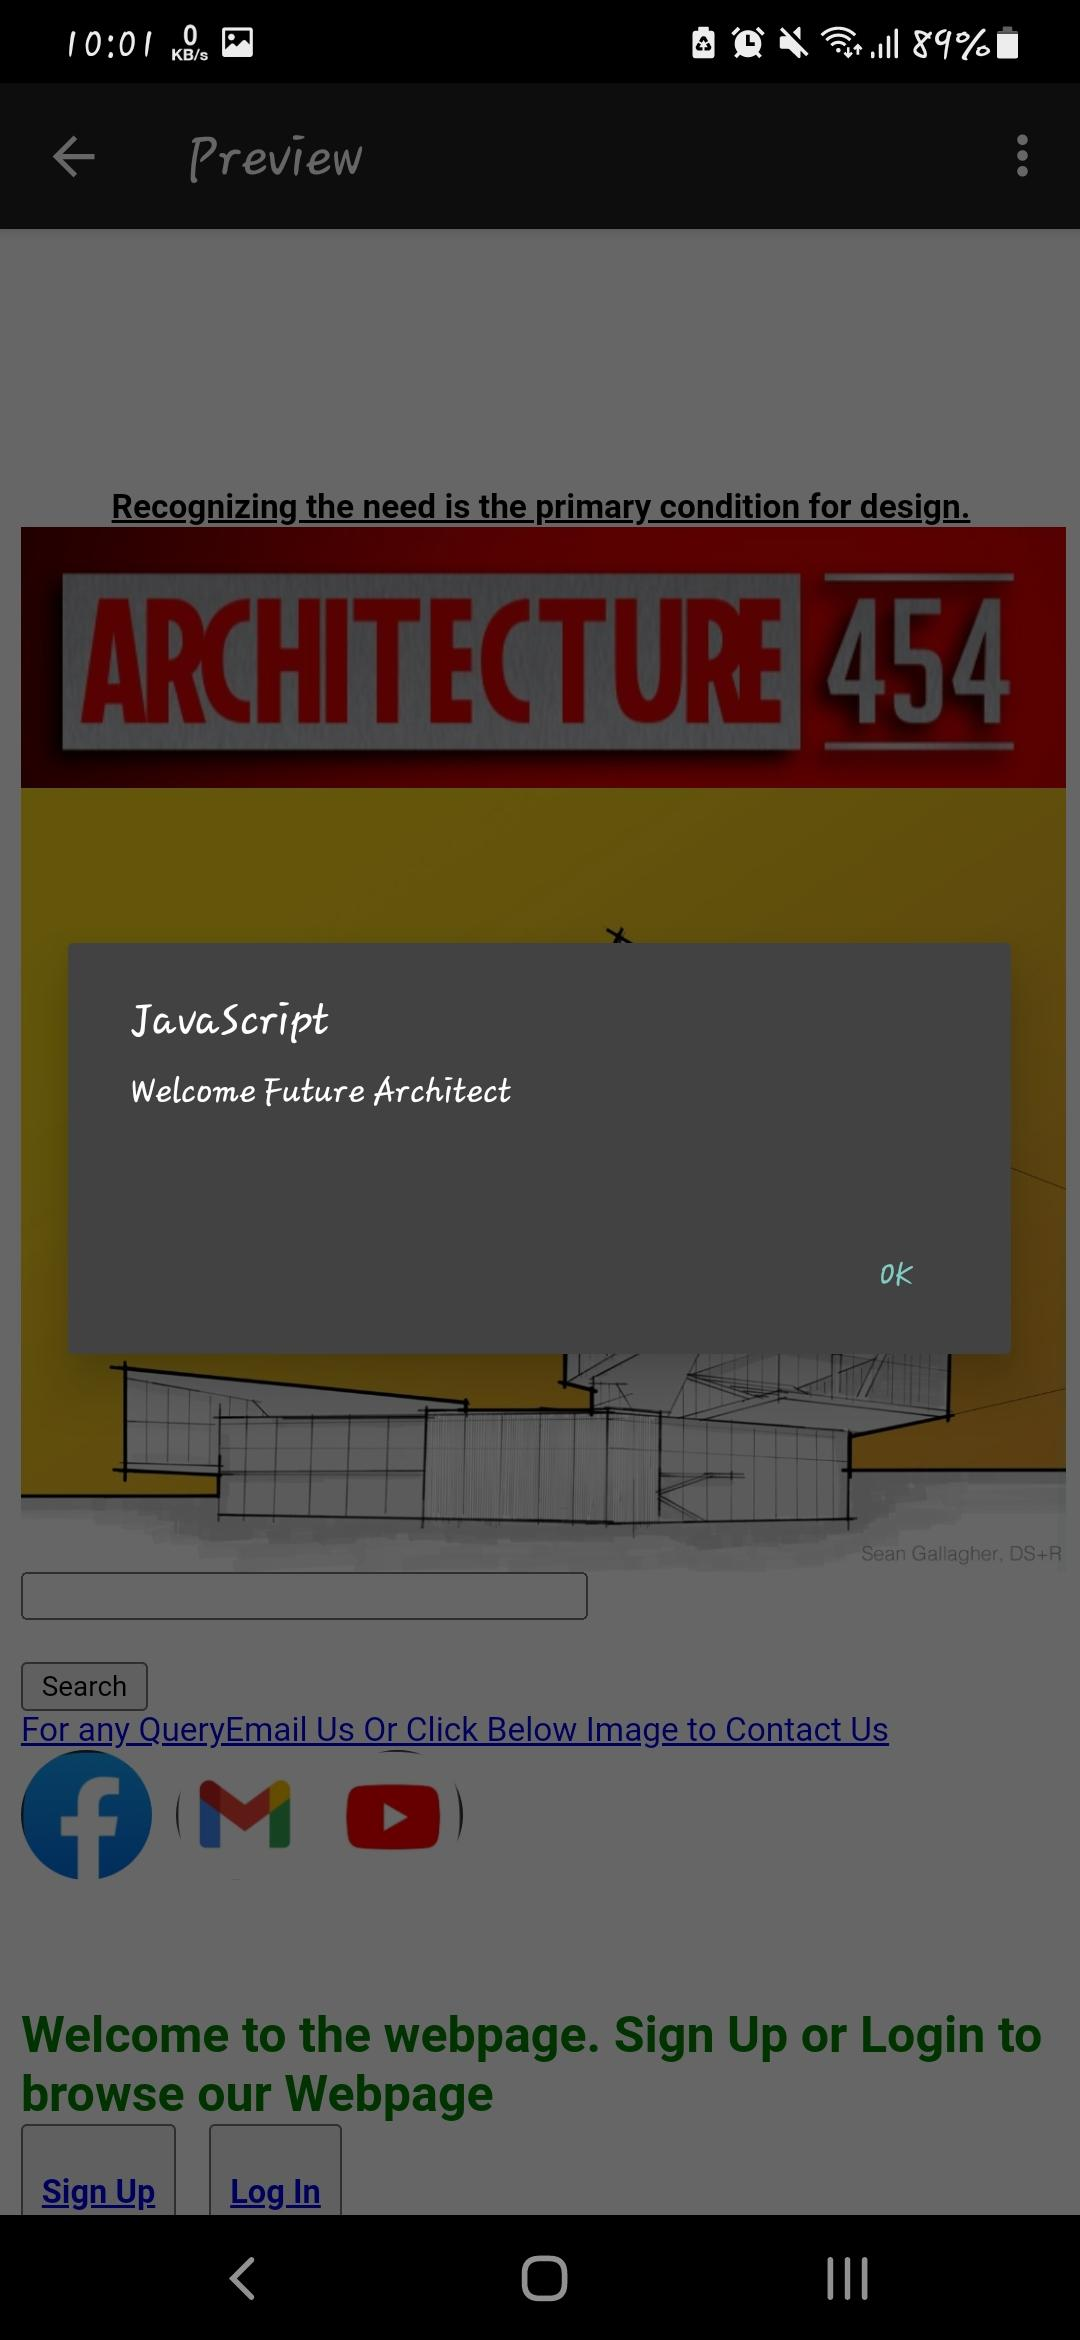 10:01 0 KB/s 89%
Preview
Recognizing the need is the primary condition for design.
ARCHITECTURE 454
JavaScript
Welcome Future Architect
OK
Sean Gallagher, DS+R
Search
For any QueryEmail Us Or Click Below Image to Contact Us
Welcome to the webpage. Sign Up or Login to
browse our Webpage
Sign Up Log In